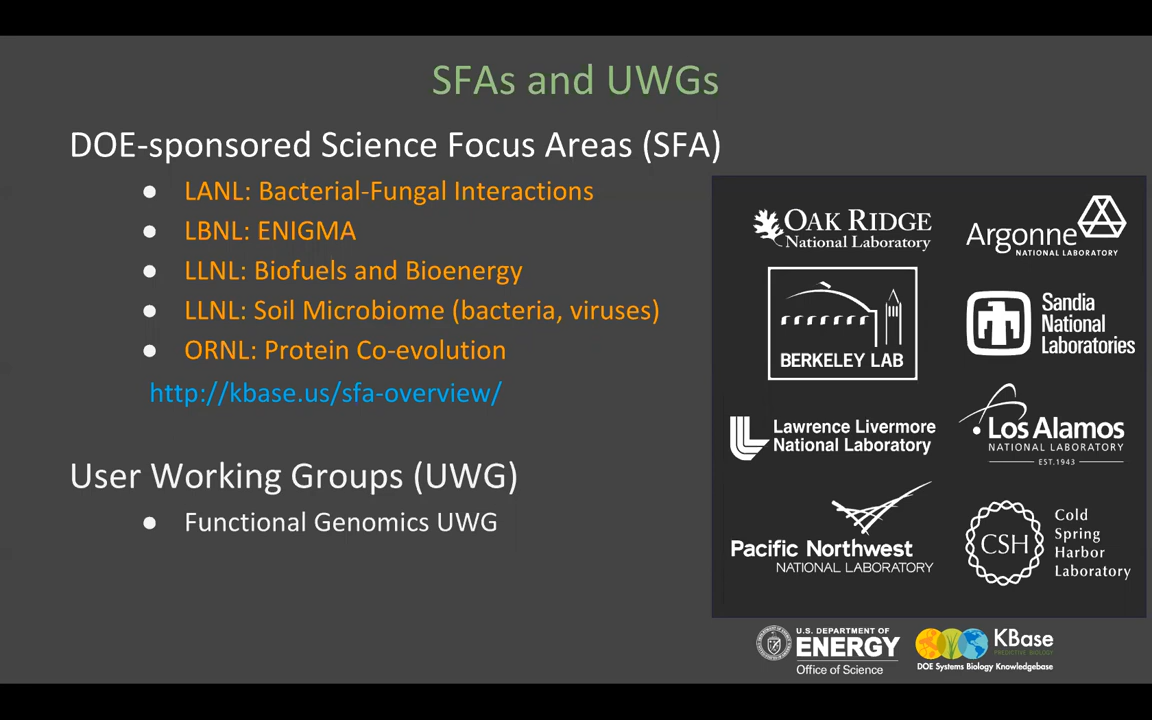 SFAs and UWGs
DOE-sponsored Science Focus Areas (SFA)
● LANL: Bacterial-Fungal Interactions
● LBNL: ENIGMA
● LLNL: Biofuels and Bioenergy
● LLNL: Soil Microbiome (bacteria, viruses)
● ORNL: Protein Co-evolution
http://kbase.us/sfa-overview/
User Working Groups (UWG)
● Functional Genomics UWG
OAK RIDGE
National Laboratory
Argonne
NATIONAL LABORATORY
BERKELEY LAB
Sandia
National
Laboratories
Lawrence Livermore
National Laboratory
Los Alamos
NATIONAL LABORATORY
EST.1943
Pacific Northwest
NATIONAL LABORATORY
CSH
Cold
Spring
Harbor
Laboratory
U.S. DEPARTMENT OF
ENERGY
Office of Science
KBase
PREDICTIVE BIOLOGY
DOE Systems Biology Knowledgebase